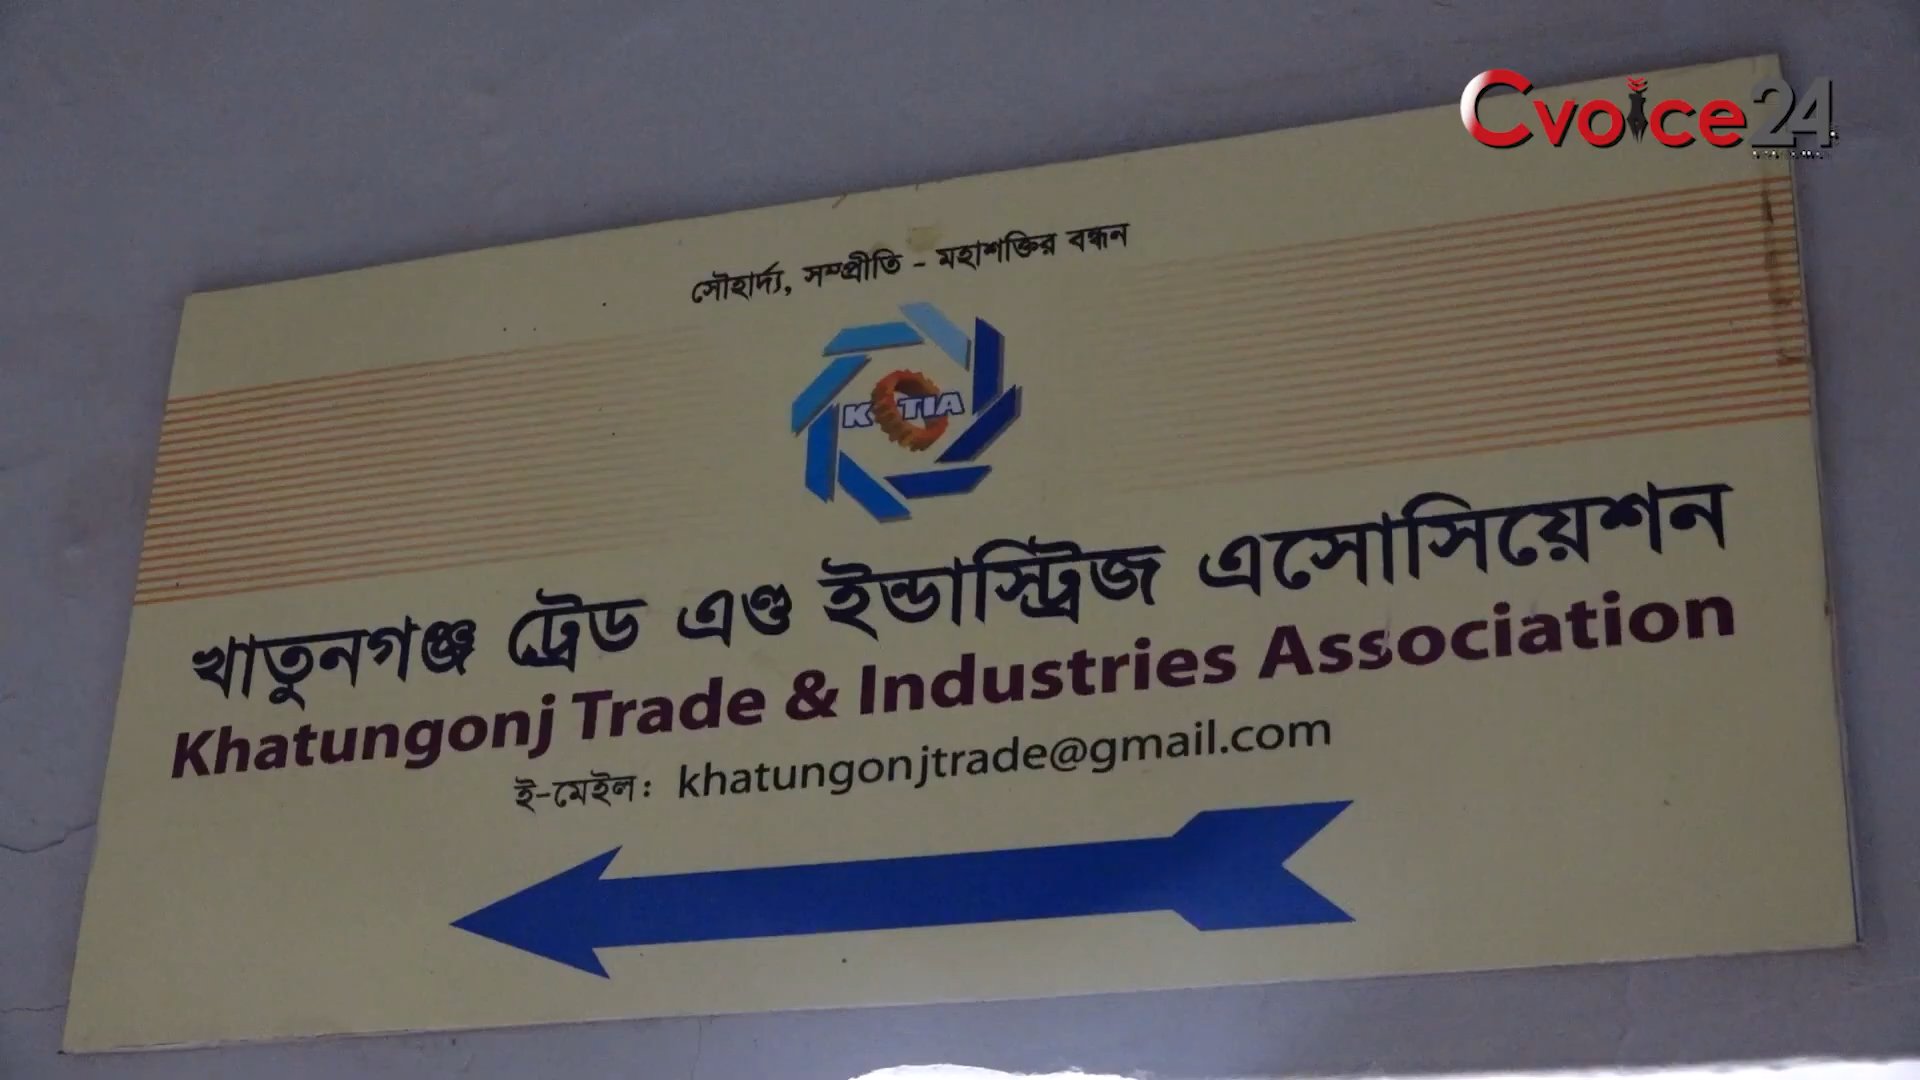 Cvoice24
সৌহার্দ্য, সম্প্রীতি - মহাশক্তির বন্ধন
KTIA
খাতুনগঞ্জ ট্রেড এণ্ড ইন্ডাস্ট্রিজ এসোসিয়েশন
Khatungonj Trade & Industries Association
ই-মেইল: khatungonjtrade@gmail.com